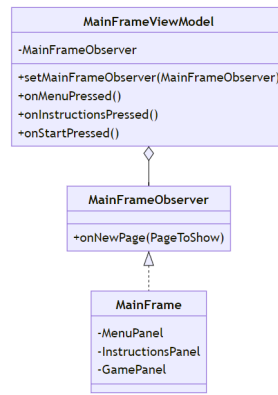 MainFrameViewModel
-MainFrameObserver
+setMainFrameObserver(MainFrameObserver)
+onMenuPressed()
+onInstructionsPressed()
+onStartPressed()
MainFrameObserver
+onNewPage(PageToShow)
MainFrame
-MenuPanel
-InstructionsPanel
-GamePanel